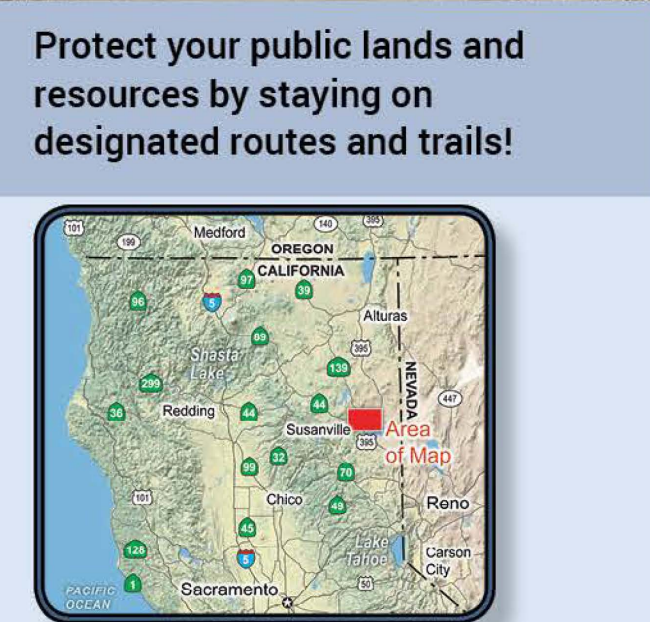 Protect your public lands and
resources by staying on
designated routes and trails!
101
199
Medford
140
395
OREGON
CALIFORNIA
97
39
96
5
Alturas
89
395
Shasta
Lake
139
NEVADA
299
447
36
Redding
44
44
Susanville
395
Area
of Map
99
32
70
101
Chico
49
Reno
45
128
5
Lake
Tahoe
Carson
City
1
50
PACIFIC
OCEAN
Sacramento